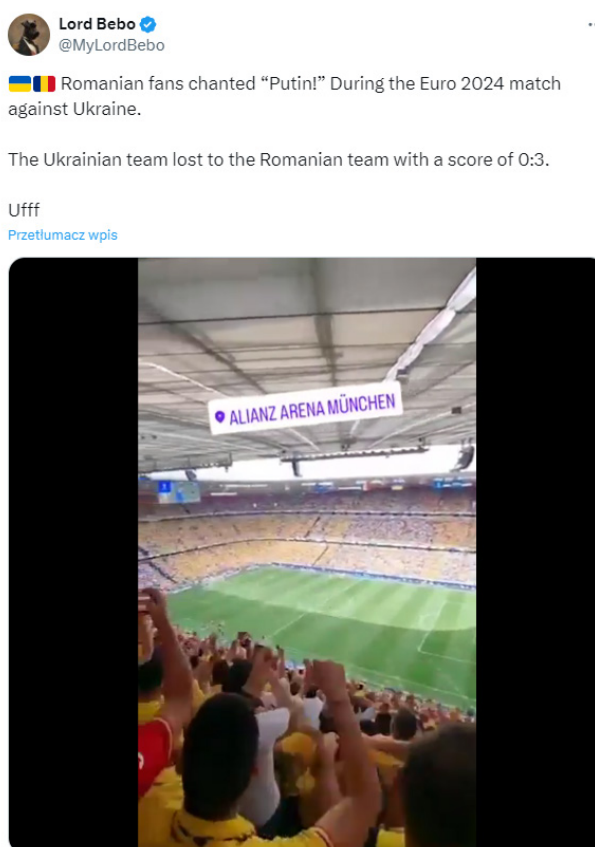 Lord Bebo
@MyLordBebo
🇺🇦🇷🇴 Romanian fans chanted “Putin!” During the Euro 2024 match
against Ukraine.
The Ukrainian team lost to the Romanian team with a score of 0:3.
Ufff
Przetłumacz wpis
ALIANZ ARENA MÜNCHEN